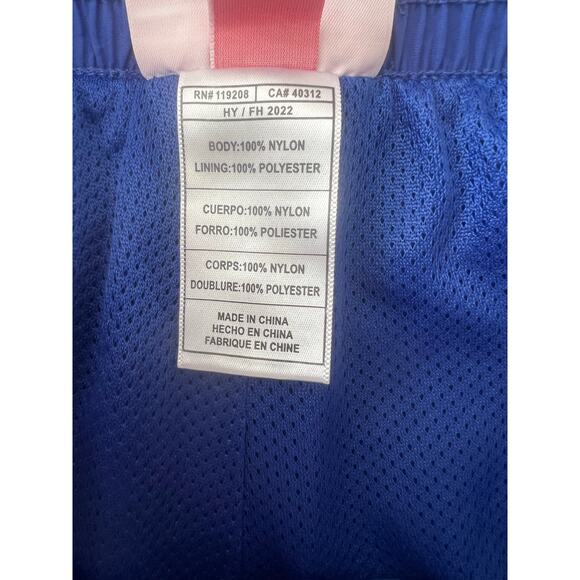 RN# 119208 CA# 40312
HY / FH 2022
BODY:100% NYLON
LINING:100% POLYESTER
CUERPO:100% NYLON
FORRO:100% POLIESTER
CORPS:100% NYLON
DOUBLURE:100% POLYESTER
MADE IN CHINA
HECHO EN CHINA
FABRIQUE EN CHINE